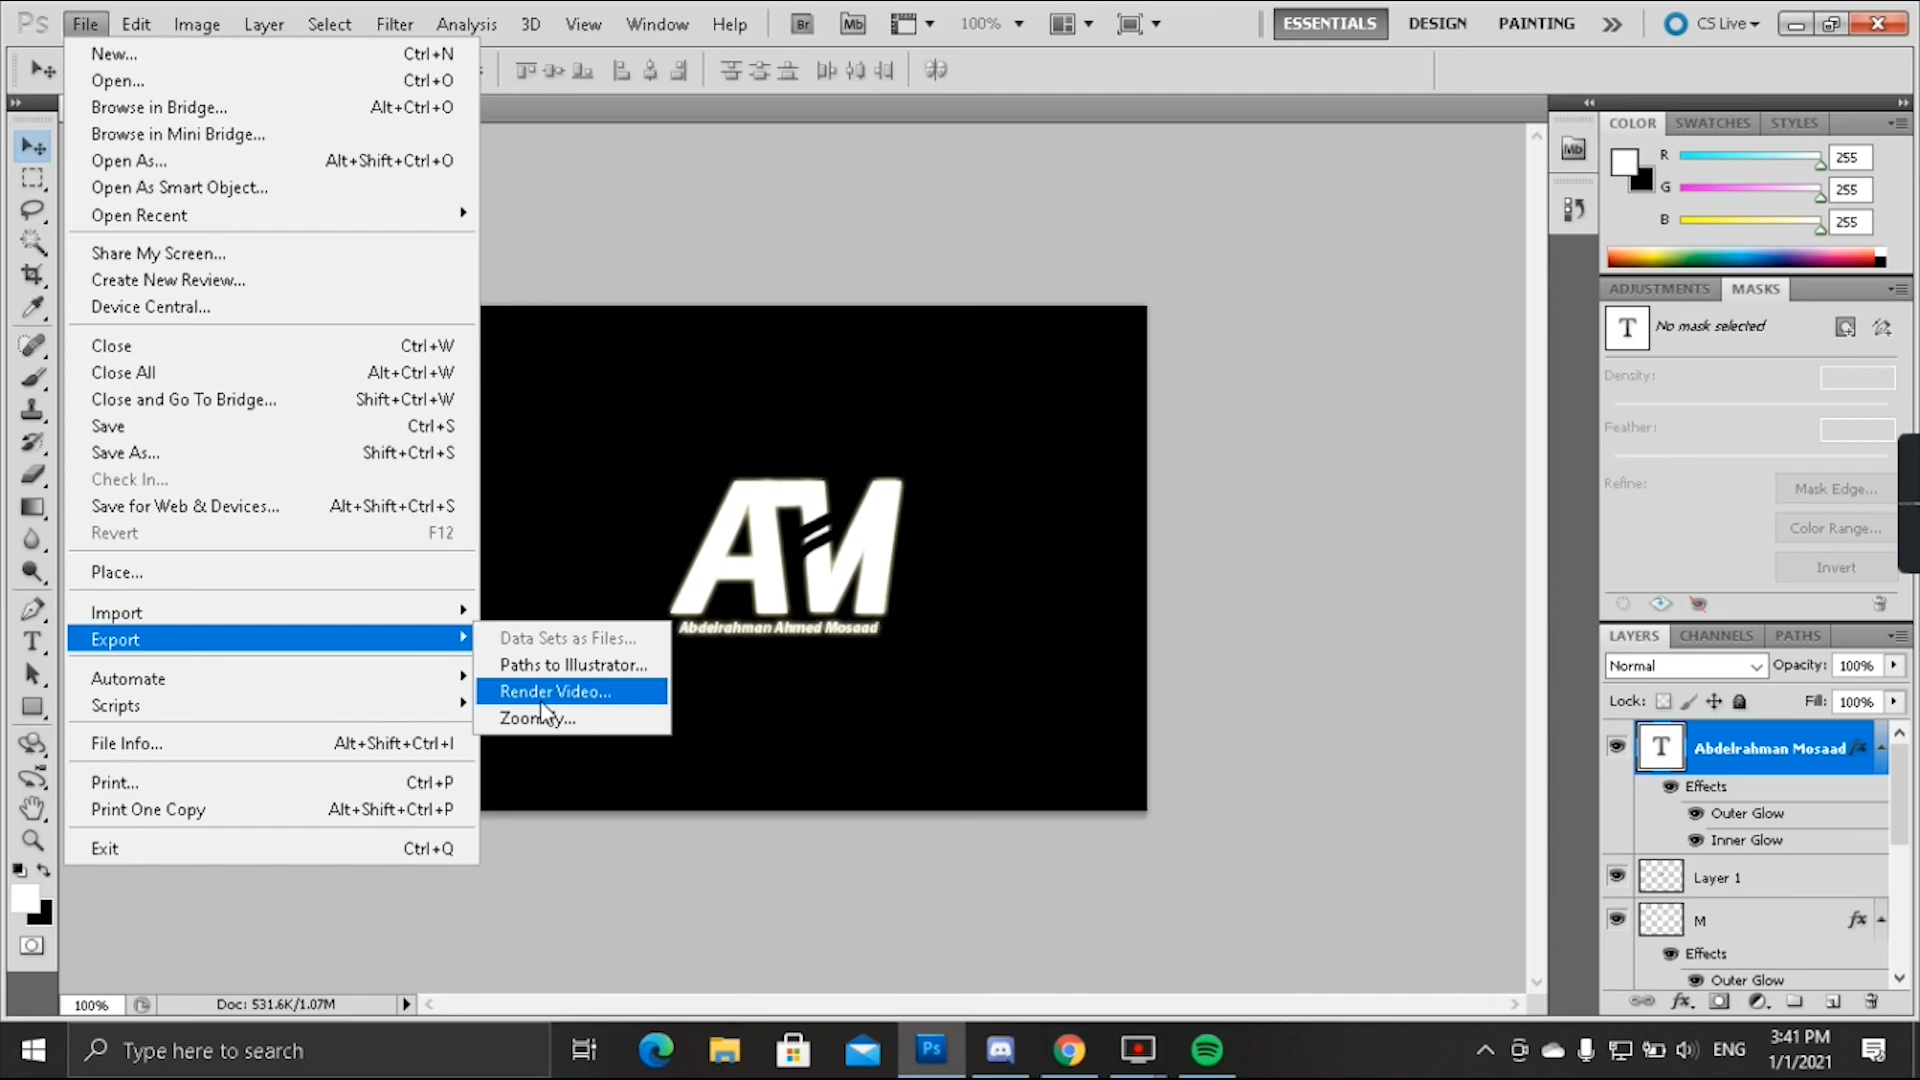 Ps File Edit Image Layer Select Filter Analysis 3D View Window Help Br Mb 100% ESSENTIALS DESIGN PAINTING CS Live
New... Ctrl+N
Open... Ctrl+O
Browse in Bridge... Alt+Ctrl+O
Browse in Mini Bridge...
Open As... Alt+Shift+Ctrl+O
Open As Smart Object...
Open Recent
Share My Screen...
Create New Review...
Device Central...
Close Ctrl+W
Close All Alt+Ctrl+W
Close and Go To Bridge... Shift+Ctrl+W
Save Ctrl+S
Save As... Shift+Ctrl+S
Check In...
Save for Web & Devices... Alt+Shift+Ctrl+S
Revert F12
Place...
Import
Export
Automate
Scripts
File Info... Alt+Shift+Ctrl+I
Print... Ctrl+P
Print One Copy Alt+Shift+Ctrl+P
Exit Ctrl+Q
Data Sets as Files...
Paths to Illustrator...
Render Video...
AM
Abdelrahman Ahmed Mosaad
Mb
COLOR SWATCHES STYLES
R 255
G 255
B 255
ADJUSTMENTS MASKS
T No mask selected
Density:
Feather:
Refine: Mask Edge...
Color Range...
Invert
LAYERS CHANNELS PATHS
Normal Opacity: 100%
Lock: Fill: 100%
T Abdelrahman Mosaad fx
Effects
Outer Glow
Inner Glow
Layer 1
M fx
Effects
Outer Glow
fx
T
100% Doc: 531.6K/1.07M
Type here to search Ps ENG 3:41 PM
1/1/2021